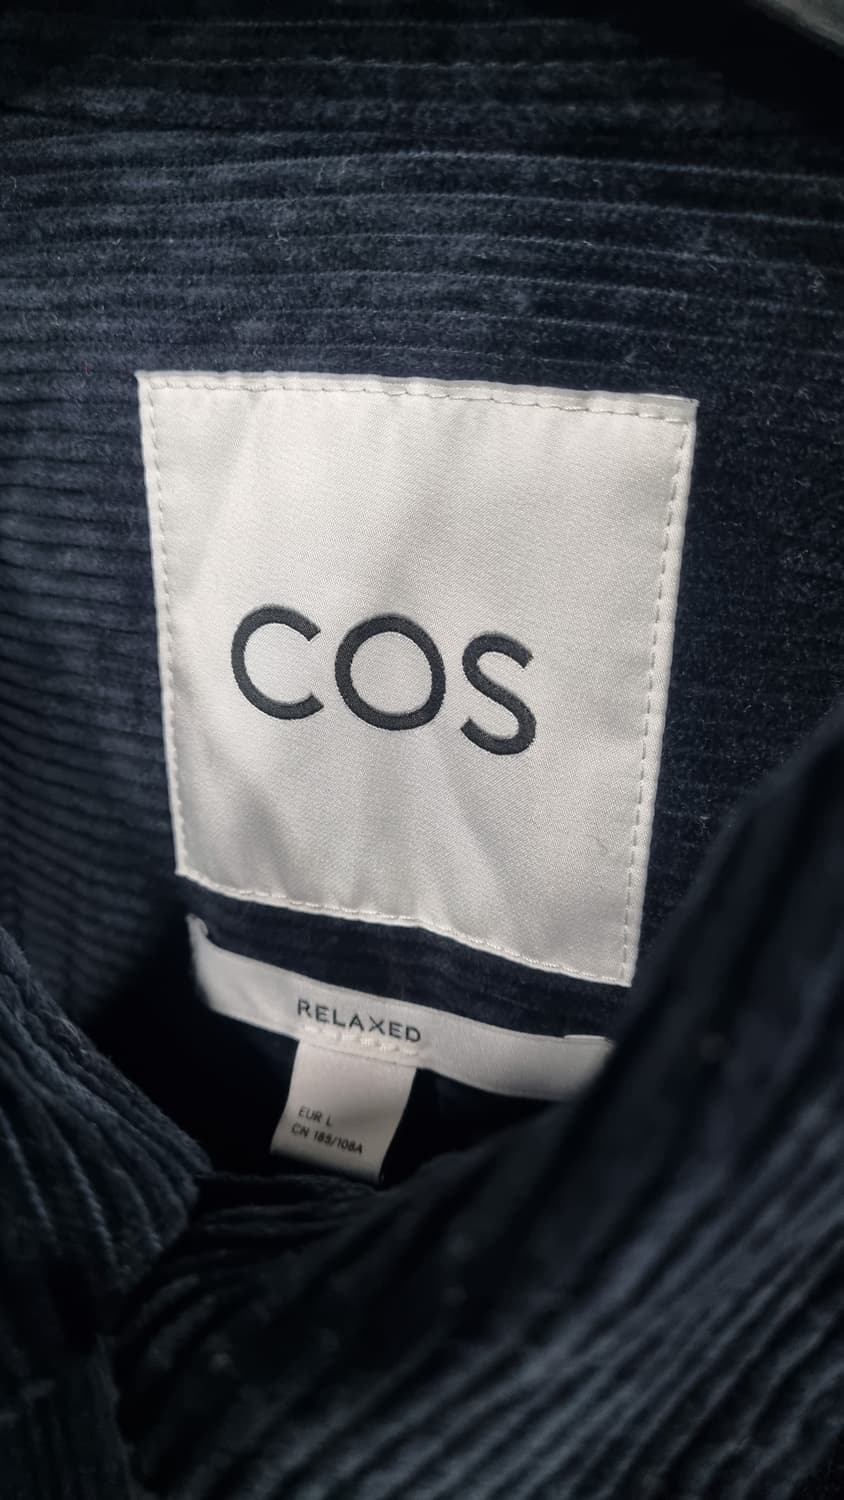 COS
RELAXED
EUR L
CN 185/108A